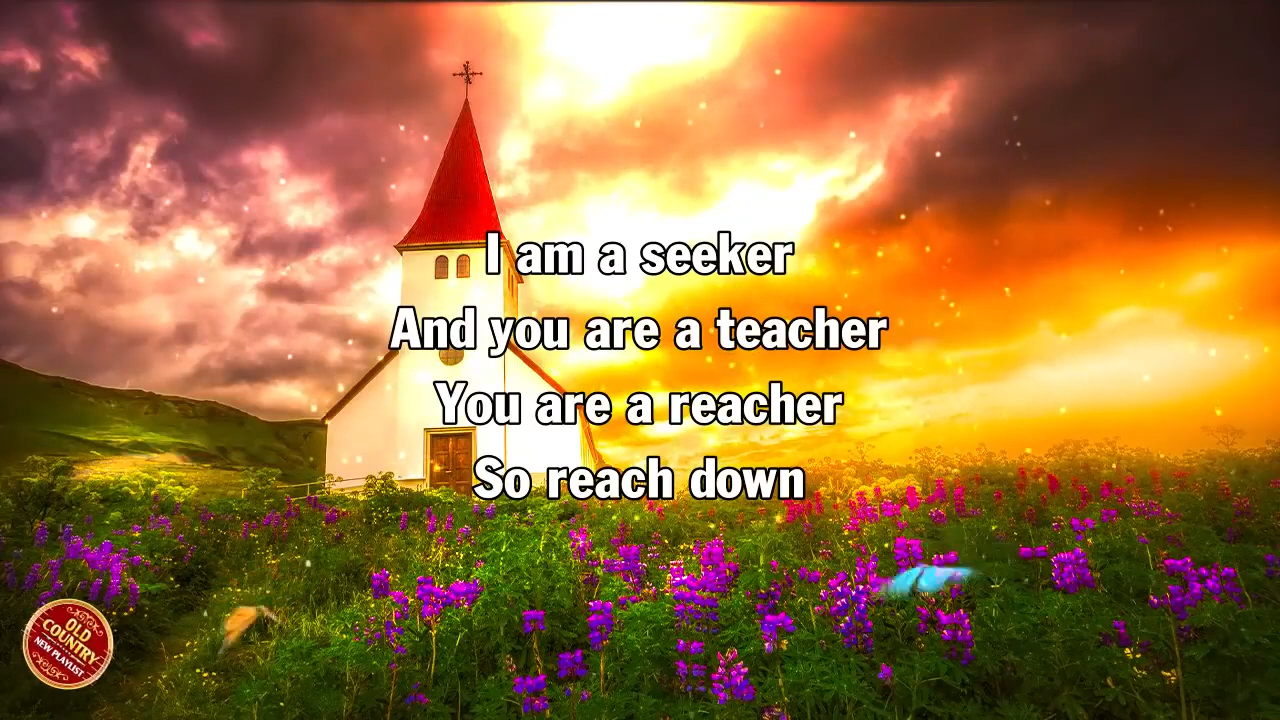 I am a seeker
And you are a teacher
You are a reacher
So reach down
OLD
COUNTRY
NEW PLAYLIST